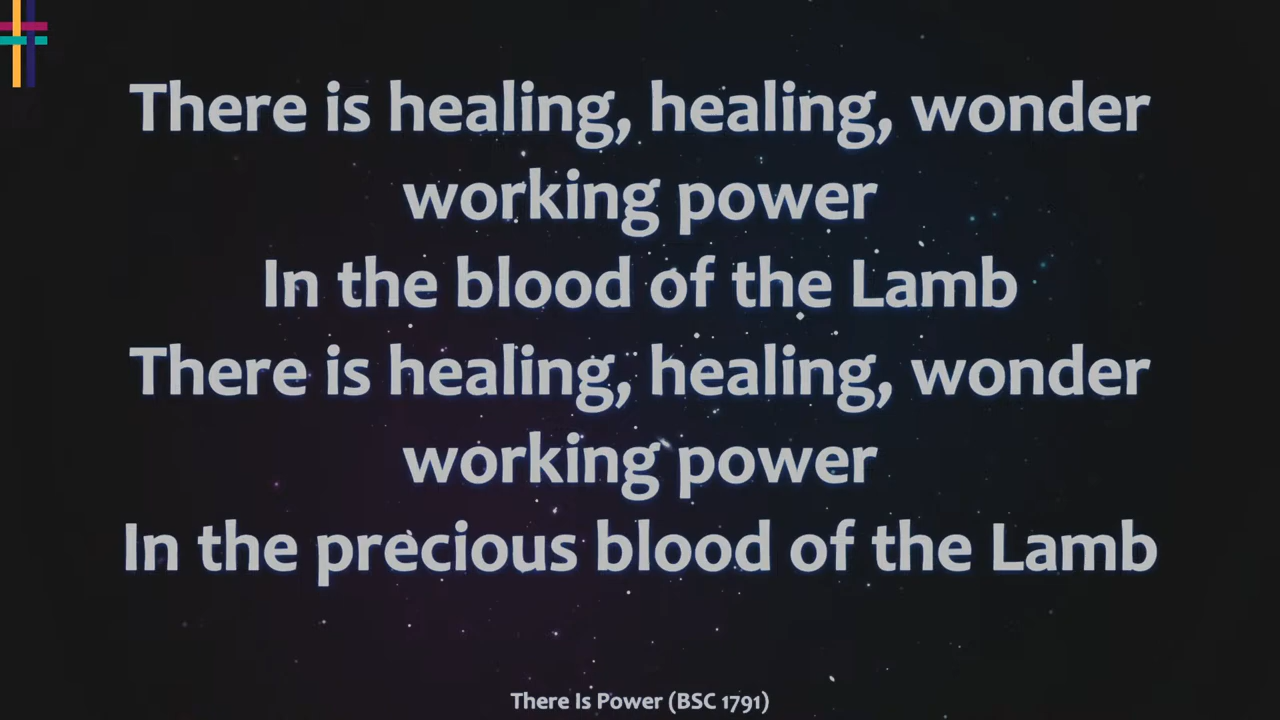 There is healing, healing, wonder
working power
In the blood of the Lamb
There is healing, healing, wonder
working power
In the precious blood of the Lamb
There Is Power (BSC 1791)